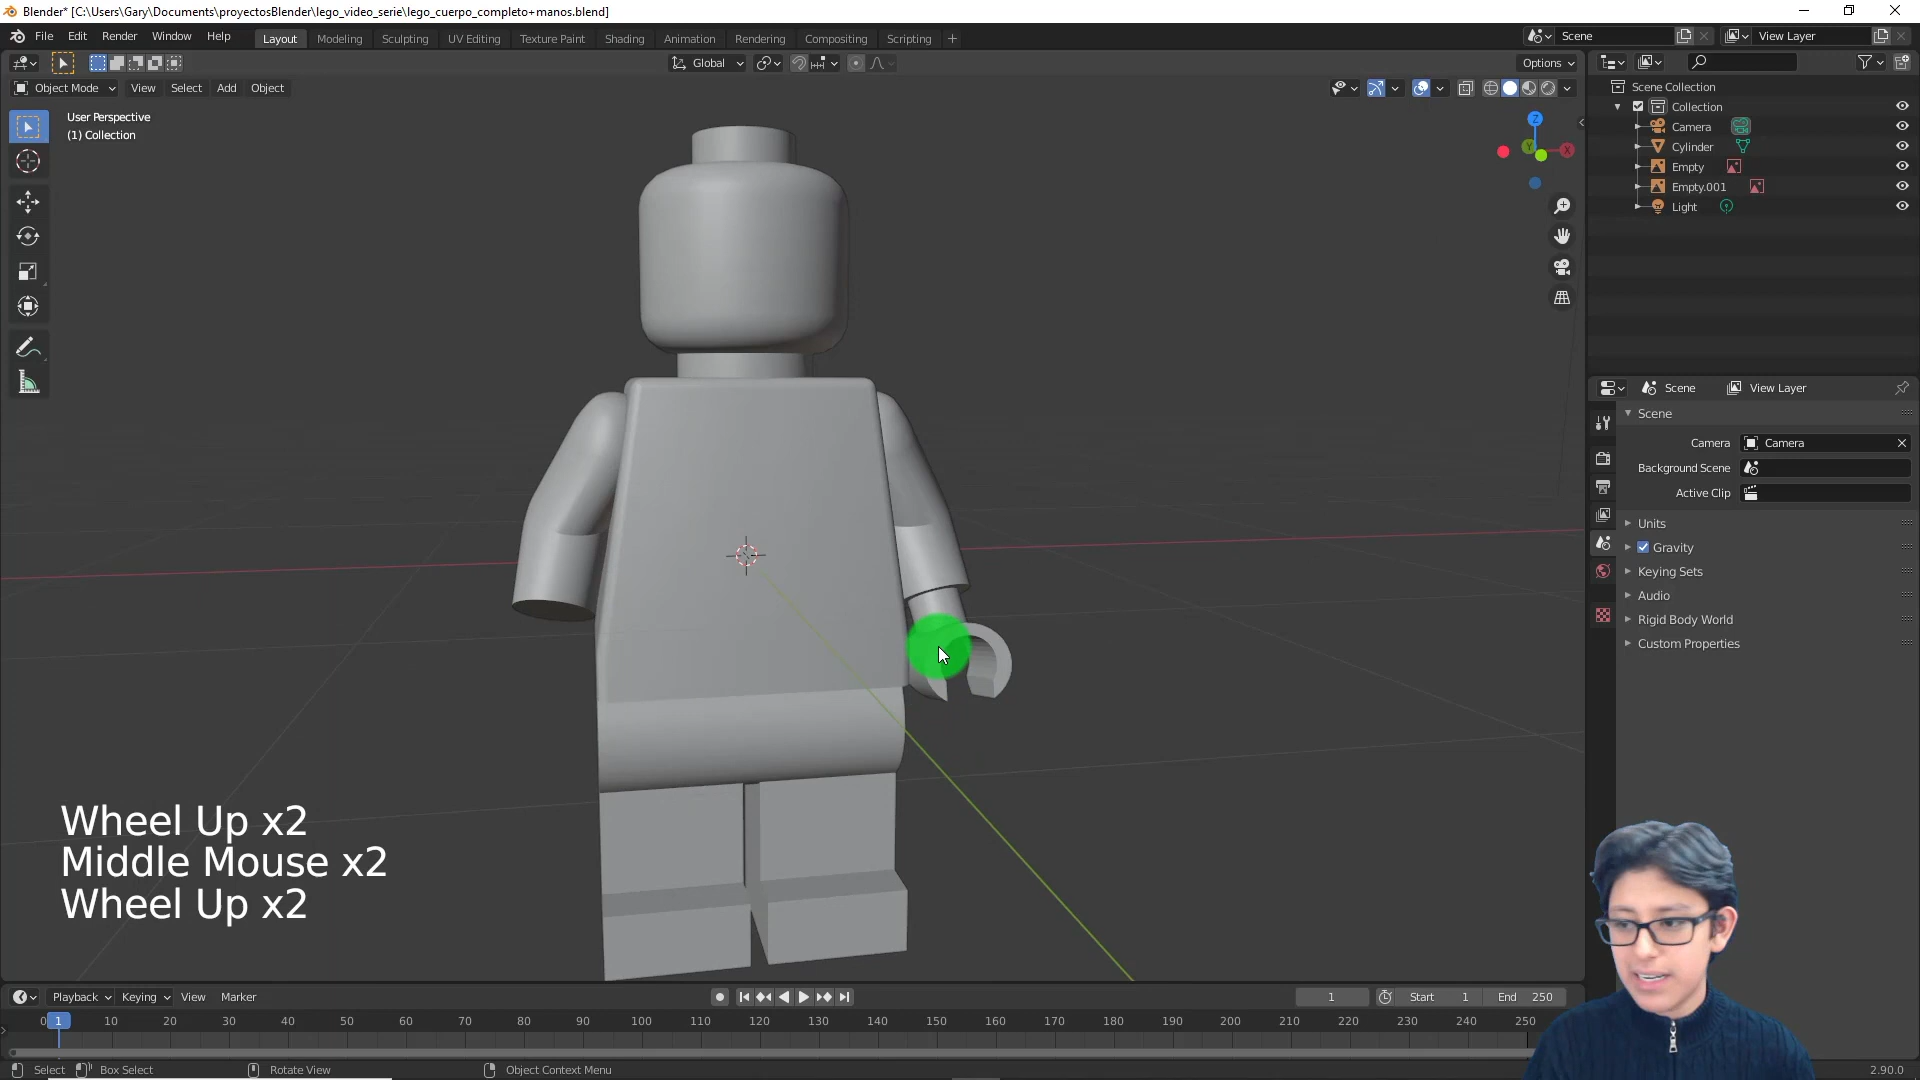 Blender* [C:\Users\Gary\Documents\proyectosBlender\lego_video_serie\lego_cuerpo_completo+manos.blend]
File Edit Render Window Help Layout Modeling Sculpting UV Editing Texture Paint Shading Animation Rendering Compositing Scripting + Scene View Layer
Global Options
Object Mode View Select Add Object
User Perspective
(1) Collection
Z
Y
X
Scene Collection
Collection
Camera
Cylinder
Empty
Empty.001
Light
Scene View Layer
Scene
Camera Camera
Background Scene
Active Clip
Units
Gravity
Keying Sets
Audio
Rigid Body World
Custom Properties
Wheel Up x2
Middle Mouse x2
Wheel Up x2
Playback Keying View Marker 1 Start 1 End 250
0 1 10 20 30 40 50 60 70 80 90 100 110 120 130 140 150 160 170 180 190 200 210 220 230 240 250
Select Box Select Rotate View Object Context Menu 2.90.0